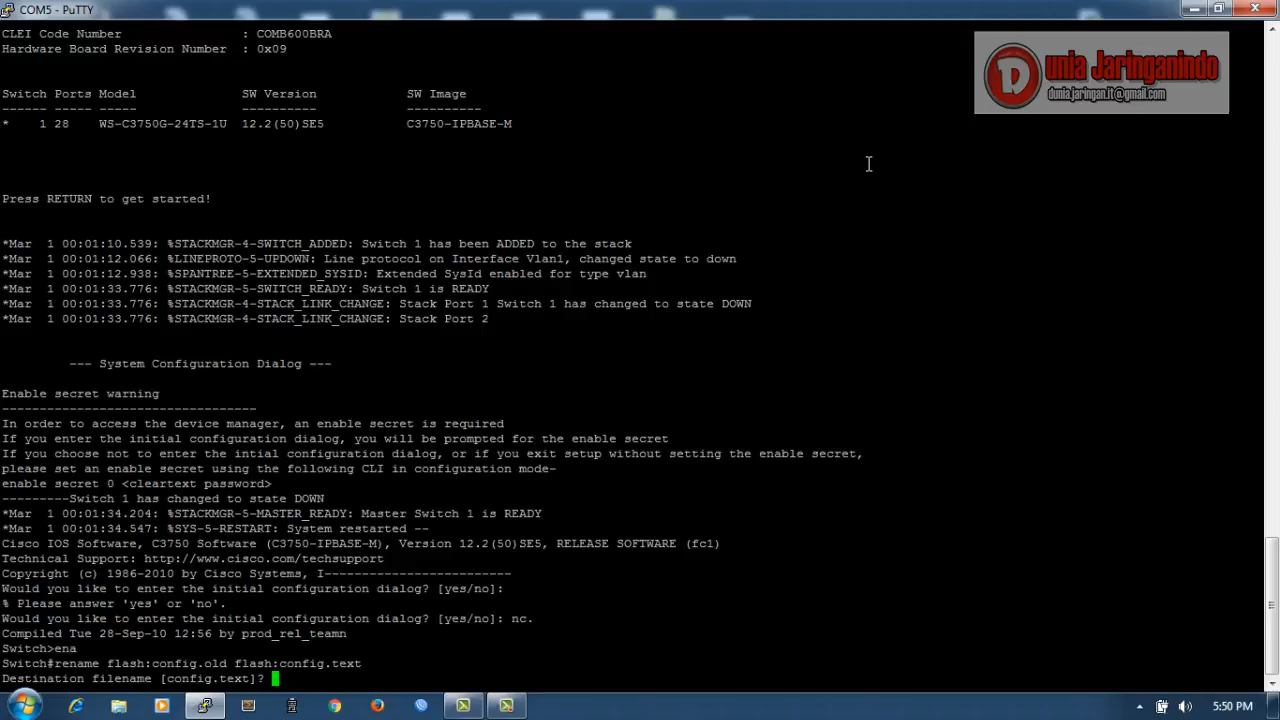 COM5 - PuTTY
CLEI Code Number                : COMB600BRA
Hardware Board Revision Number  : 0x09
Switch Ports Model              SW Version            SW Image
------ ----- -----              ----------            ----------
*    1 28    WS-C3750G-24TS-1U  12.2(50)SE5           C3750-IPBASE-M
Press RETURN to get started!
*Mar  1 00:01:10.539: %STACKMGR-4-SWITCH_ADDED: Switch 1 has been ADDED to the stack
*Mar  1 00:01:12.066: %LINEPROTO-5-UPDOWN: Line protocol on Interface Vlan1, changed state to down
*Mar  1 00:01:12.938: %SPANTREE-5-EXTENDED_SYSID: Extended SysId enabled for type vlan
*Mar  1 00:01:33.776: %STACKMGR-5-SWITCH_READY: Switch 1 is READY
*Mar  1 00:01:33.776: %STACKMGR-4-STACK_LINK_CHANGE: Stack Port 1 Switch 1 has changed to state DOWN
*Mar  1 00:01:33.776: %STACKMGR-4-STACK_LINK_CHANGE: Stack Port 2
--- System Configuration Dialog ---
Enable secret warning
----------------------------------
In order to access the device manager, an enable secret is required
If you enter the initial configuration dialog, you will be prompted for the enable secret
If you choose not to enter the intial configuration dialog, or if you exit setup without setting the enable secret,
please set an enable secret using the following CLI in configuration mode-
enable secret 0 <cleartext password>
---------Switch 1 has changed to state DOWN
*Mar  1 00:01:34.204: %STACKMGR-5-MASTER_READY: Master Switch 1 is READY
*Mar  1 00:01:34.547: %SYS-5-RESTART: System restarted --
Cisco IOS Software, C3750 Software (C3750-IPBASE-M), Version 12.2(50)SE5, RELEASE SOFTWARE (fc1)
Technical Support: http://www.cisco.com/techsupport
Copyright (c) 1986-2010 by Cisco Systems, I-------------------------
Would you like to enter the initial configuration dialog? [yes/no]:
% Please answer 'yes' or 'no'.
Would you like to enter the initial configuration dialog? [yes/no]: nc.
Compiled Tue 28-Sep-10 12:56 by prod_rel_teamn
Switch>ena
Switch#rename flash:config.old flash:config.text
Destination filename [config.text]?
D unia Jaringanindo
dunia.jaringan.it@gmail.com
5:50 PM